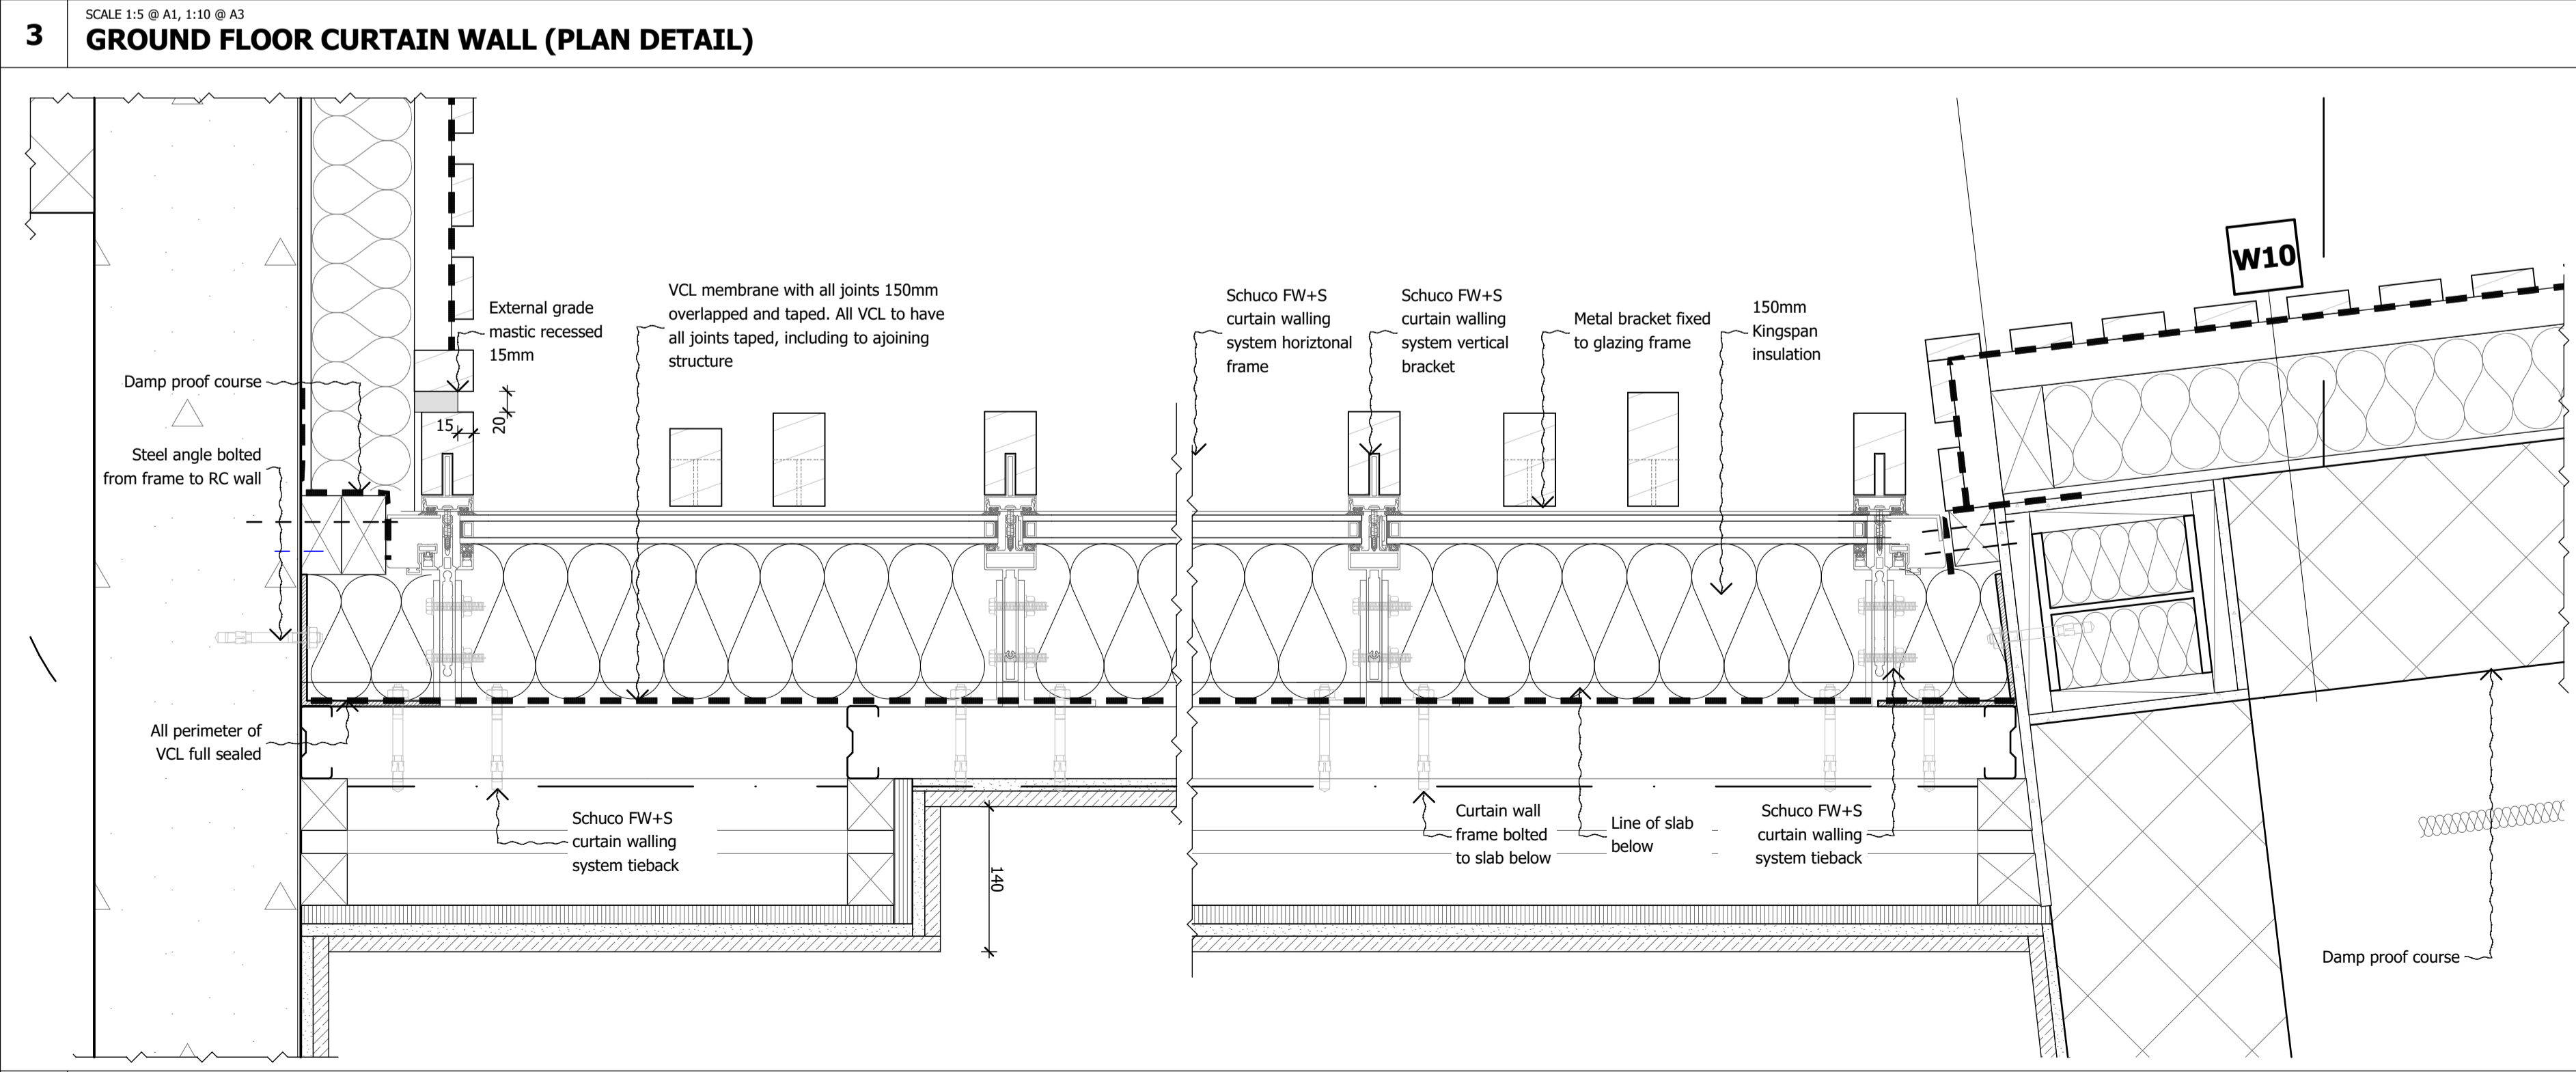 SCALE 1:5 @ A1, 1:10 @ A3
3
GROUND FLOOR CURTAIN WALL (PLAN DETAIL)
W10
External grade
mastic recessed
15mm
VCL membrane with all joints 150mm
overlapped and taped. All VCL to have
all joints taped, including to ajoining
structure
Schuco FW+S
curtain walling
system horiztonal
frame
Schuco FW+S
curtain walling
system vertical
bracket
Metal bracket fixed
to glazing frame
150mm
Kingspan
insulation
Damp proof course
15
20
Steel angle bolted
from frame to RC wall
All perimeter of
VCL full sealed
Schuco FW+S
curtain walling
system tieback
140
Curtain wall
frame bolted
to slab below
Line of slab
below
Schuco FW+S
curtain walling
system tieback
Damp proof course